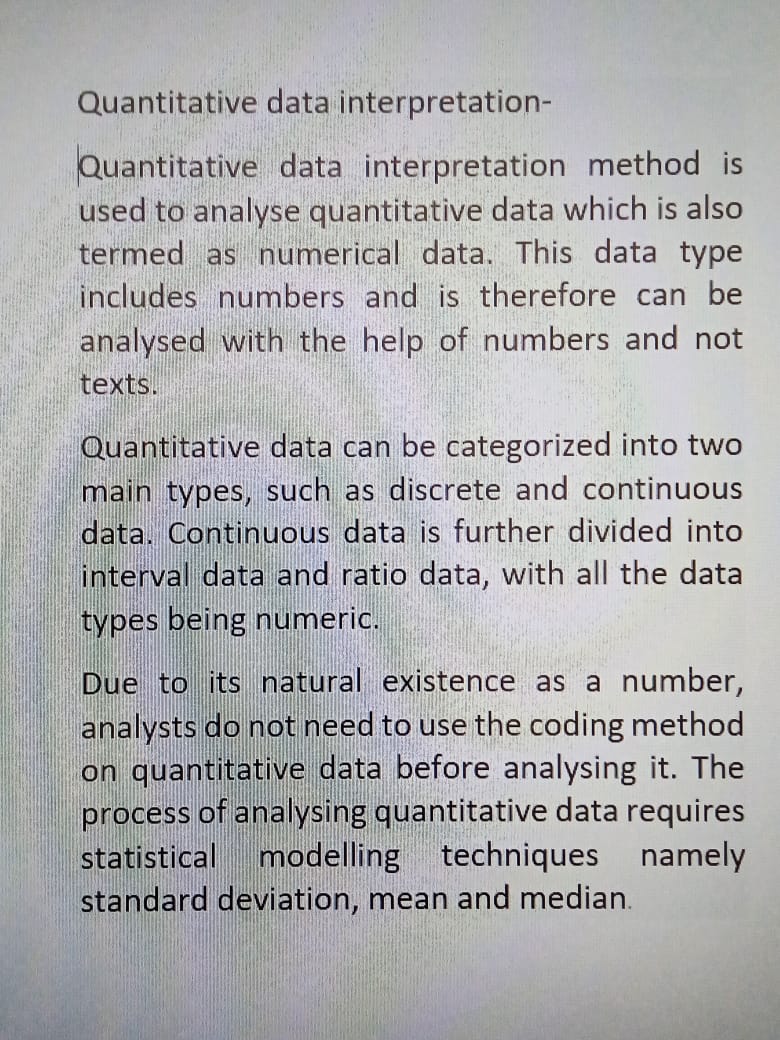 Quantitative data interpretation-
Quantitative data interpretation method is
used to analyse quantitative data which is also
termed as numerical data. This data type
includes numbers and is therefore can be
analysed with the help of numbers and not
texts.
Quantitative data can be categorized into two
main types, such as discrete and continuous
data. Continuous data is further divided into
interval data and ratio data, with all the data
types being numeric.
Due to its natural existence as a number,
analysts do not need to use the coding method
on quantitative data before analysing it. The
process of analysing quantitative data requires
statistical modelling techniques namely
standard deviation, mean and median.